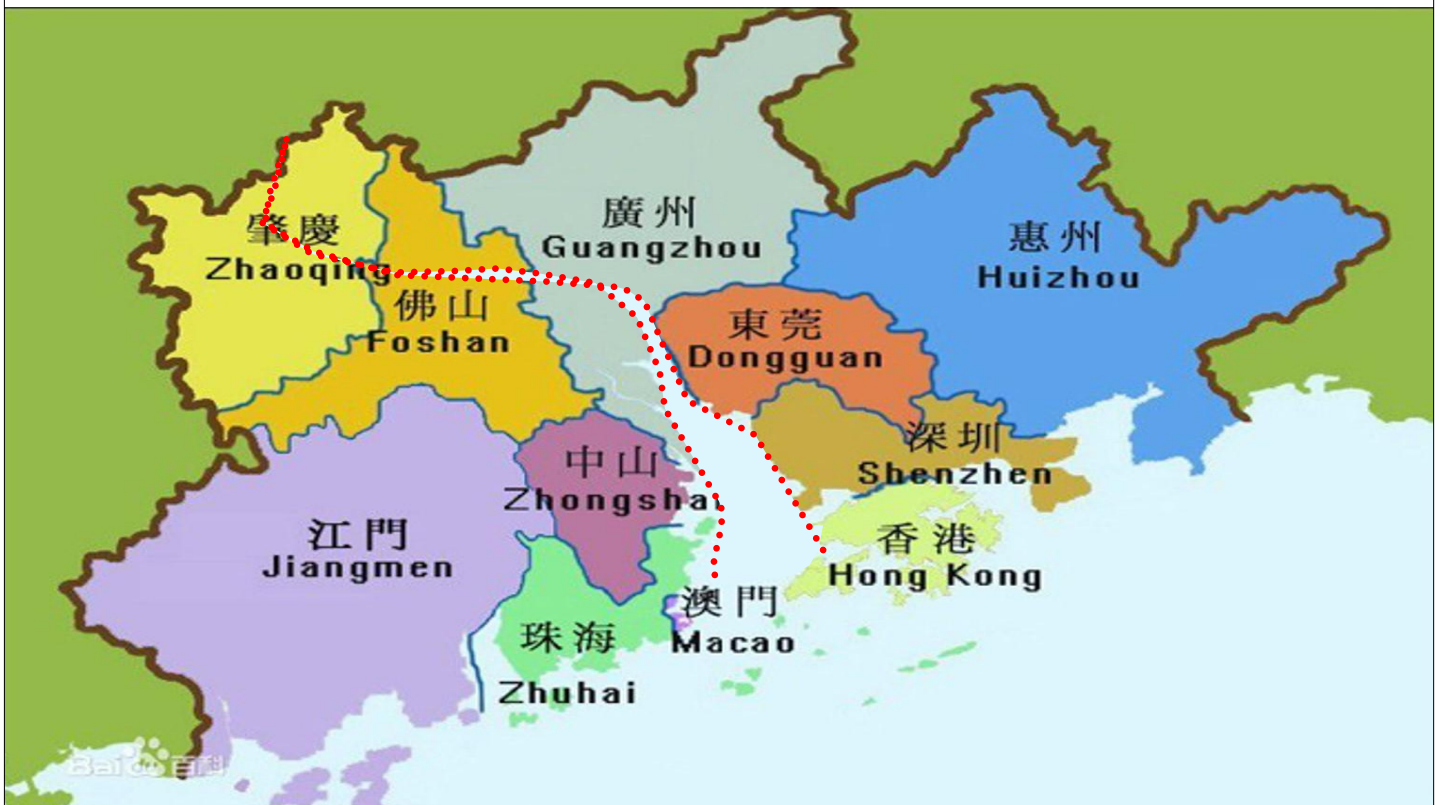 廣州
Guangzhou
肇慶
Zhaoqing
惠州
Huizhou
佛山
Foshan
東莞
Dongguan
中山
Zhongshan
深圳
Shenzhen
江門
Jiangmen
香港
Hong Kong
澳門
Macao
珠海
Zhuhai
Baidu百科